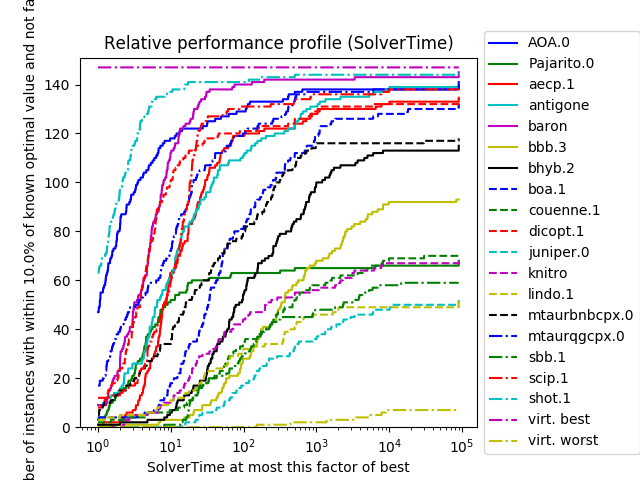 Relative performance profile (SolverTime)
ber of instances with within 10.0% of known optimal value and not fa
0
20
40
60
80
100
120
140
10⁰
10¹
10²
10³
10⁴
10⁵
SolverTime at most this factor of best
AOA.0
Pajarito.0
aecp.1
antigone
baron
bbb.3
bhyb.2
boa.1
couenne.1
dicopt.1
juniper.0
knitro
lindo.1
mtaurbnbcpx.0
mtaurqgcpx.0
sbb.1
scip.1
shot.1
virt. best
virt. worst